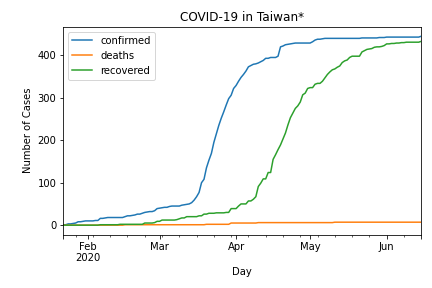 COVID-19 in Taiwan*
confirmed
deaths
recovered
Number of Cases
400
300
200
100
0
Feb
2020
Mar
Apr
May
Jun
Day